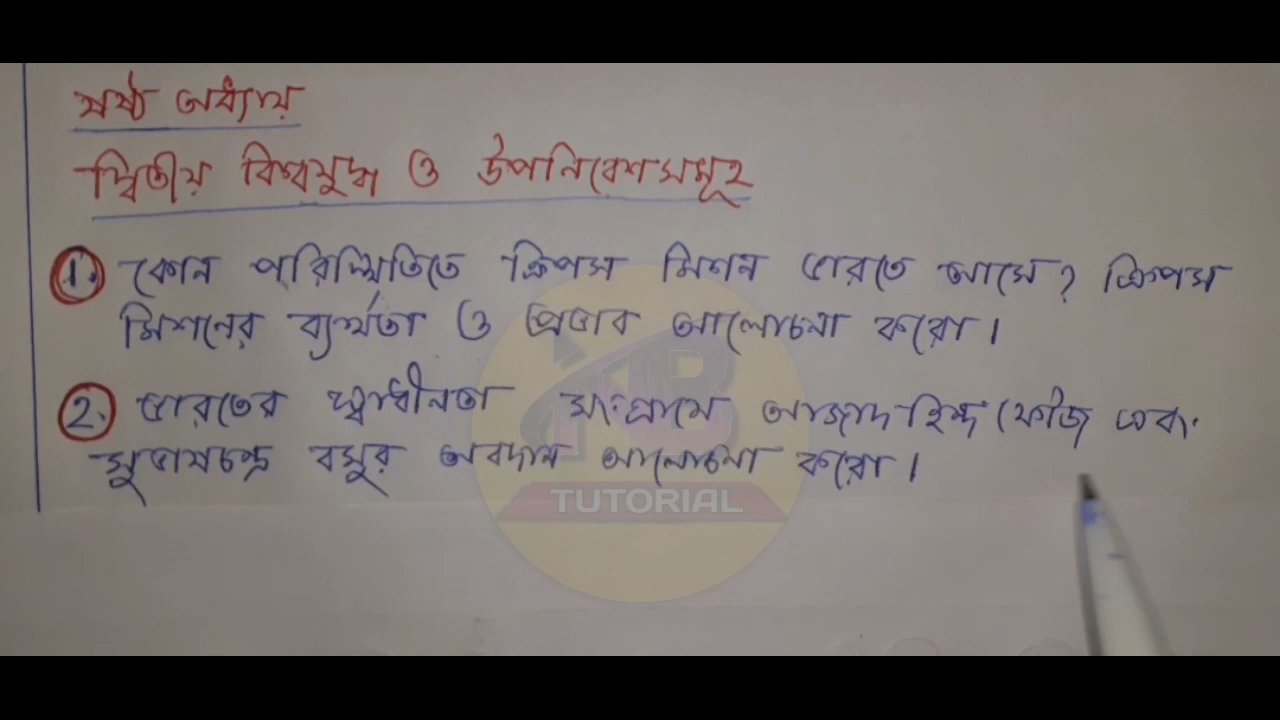 ষষ্ঠ অধ্যায়
দ্বিতীয় বিশ্বযুদ্ধ ও উপনিবেশসমূহ
1. কোন পরিস্থিতিতে ক্রিপস মিশন ভারতে আসে? ক্রিপস
মিশনের ব্যর্থতা ও প্রভাব আলোচনা করো।
2. ভারতের স্বাধীনতা সংগ্রামে আজাদ হিন্দ ফৌজ এবং
সুভাষচন্দ্র বসুর অবদান আলোচনা করো।
NB
TUTORIAL